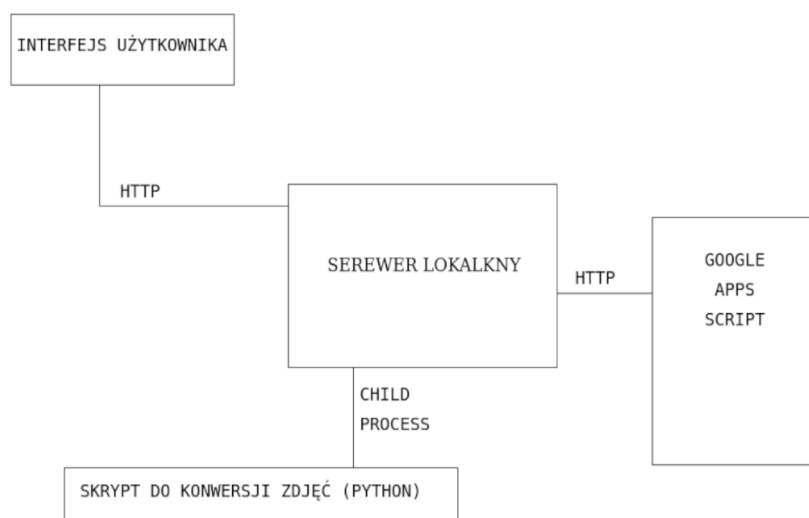 INTERFEJS UŻYTKOWNIKA
HTTP
SEREWER LOKALKNY
HTTP
GOOGLE
APPS
SCRIPT
CHILD
PROCESS
SKRYPT DO KONWERSJI ZDJĘĆ (PYTHON)